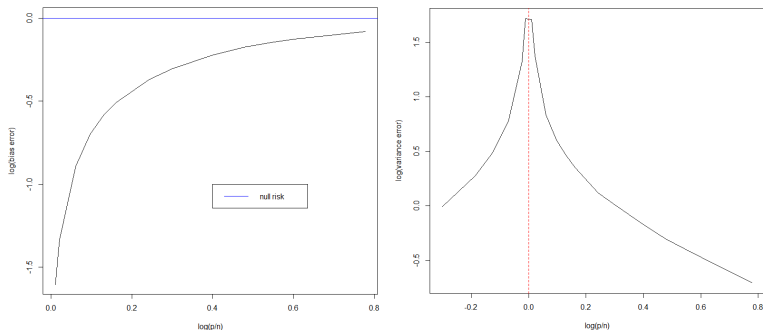 0.0
-0.5
-1.0
-1.5
log(bias error)
null risk
0.0 0.2 0.4 0.6 0.8
log(p/n)
1.5
1.0
0.5
0.0
-0.5
log(variance error)
-0.2 0.0 0.2 0.4 0.6 0.8
log(p/n)